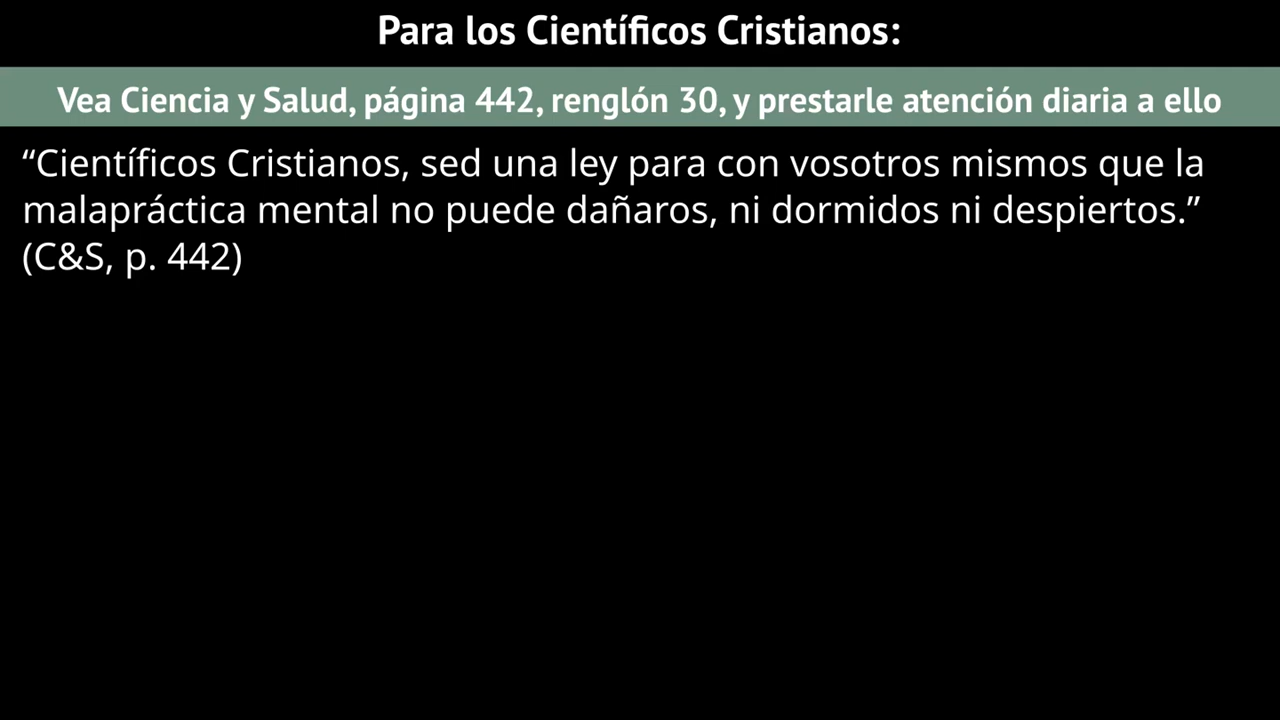 Para los Científicos Cristianos:
Vea Ciencia y Salud, página 442, renglón 30, y prestarle atención diaria a ello
“Científicos Cristianos, sed una ley para con vosotros mismos que la
malapráctica mental no puede dañaros, ni dormidos ni despiertos.”
(C&S, p. 442)